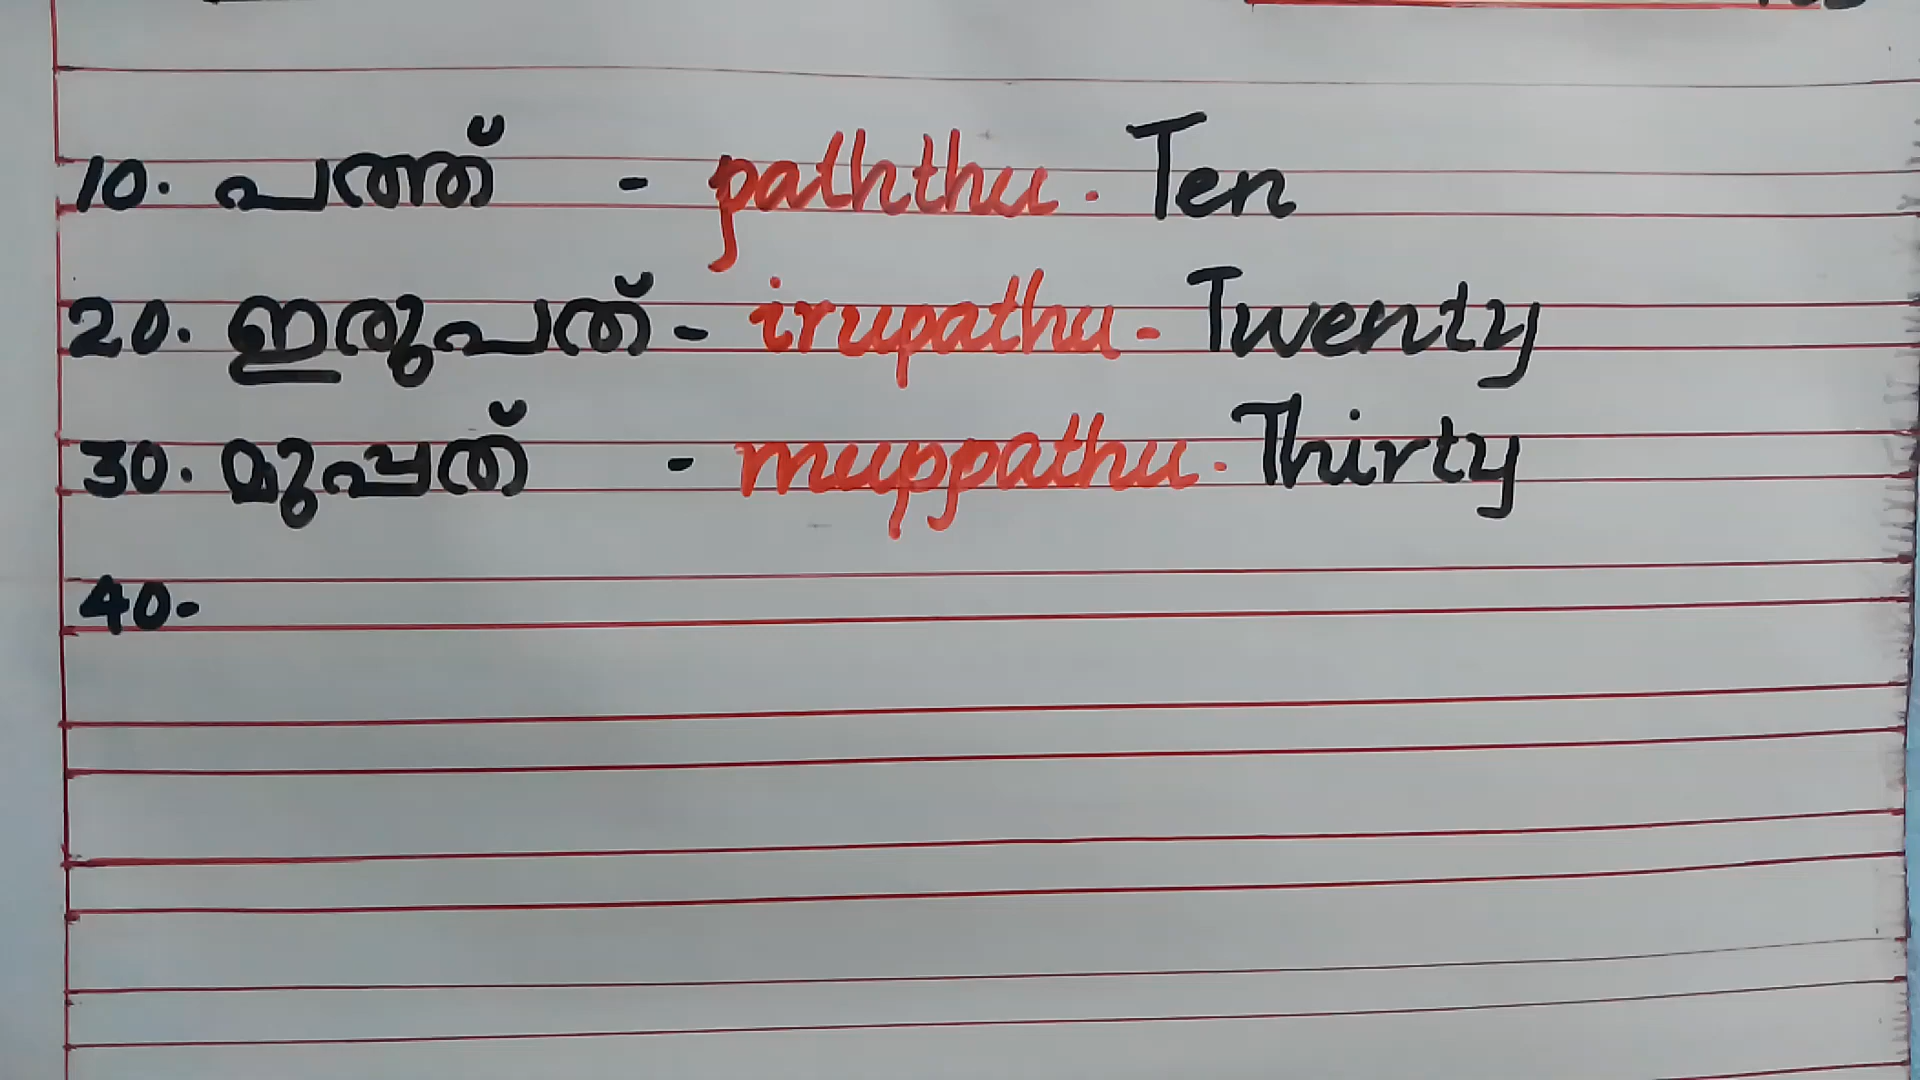 10. പത്ത് - paththu. Ten
20. ഇരുപത് - irupathu - Twenty
30. മുപ്പത് - muppathu. Thirty
40.